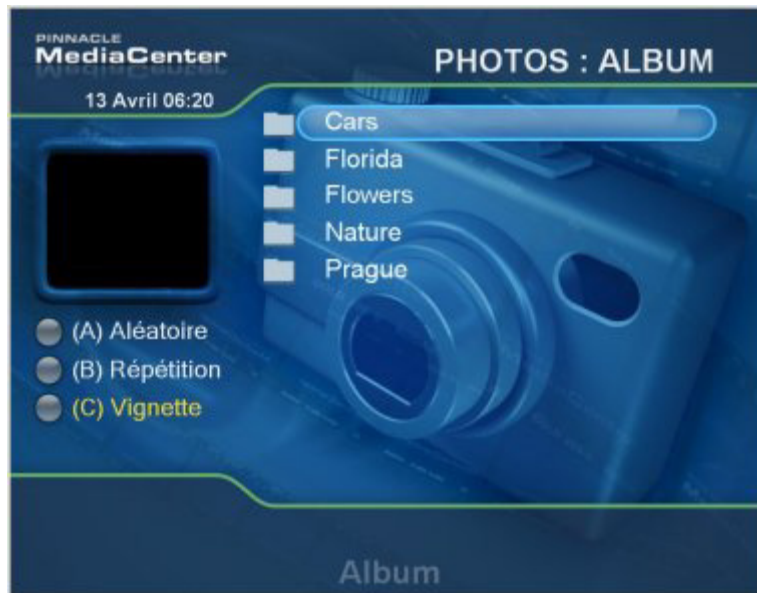 PINNACLE
MediaCenter
PHOTOS : ALBUM
13 Avril 06:20
Cars
Florida
Flowers
Nature
Prague
(A) Aléatoire
(B) Répétition
(C) Vignette
Album